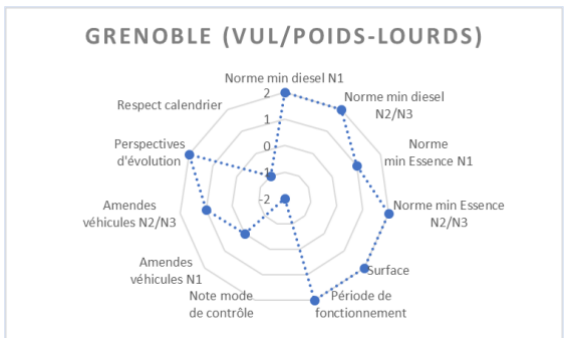 GRENOBLE (VUL/POIDS-LOURDS)
Norme min diesel N1
Norme min diesel
N2/N3
Norme
min Essence N1
Norme min Essence
N2/N3
Surface
Période de
fonctionnement
Note mode
de contrôle
Amendes
véhicules N1
Amendes
véhicules N2/N3
Perspectives
d'évolution
Respect calendrier
2
1
0
-1
-2